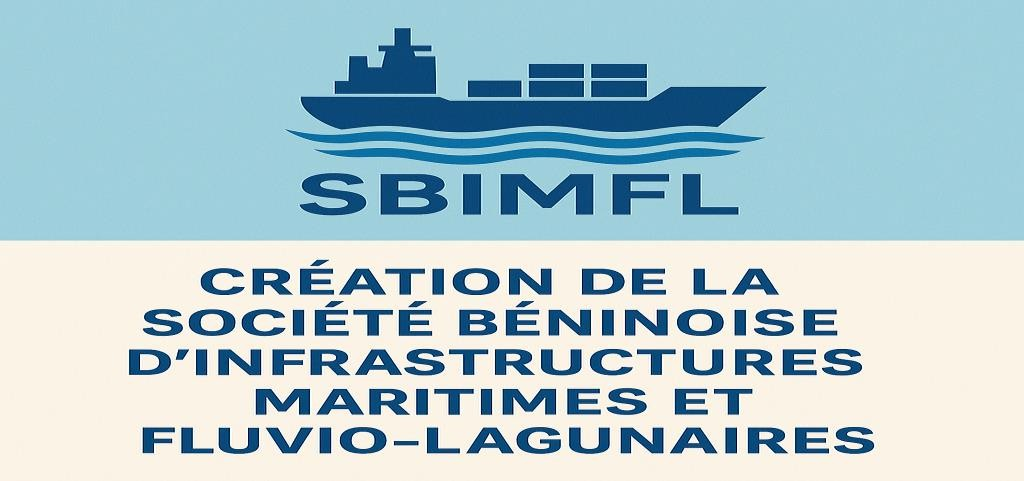 SBIMFL
CRÉATION DE LA
SOCIÉTÉ BÉNINOISE
D'INFRASTRUCTURES
MARITIMES ET
FLUVIO-LAGUNAIRES